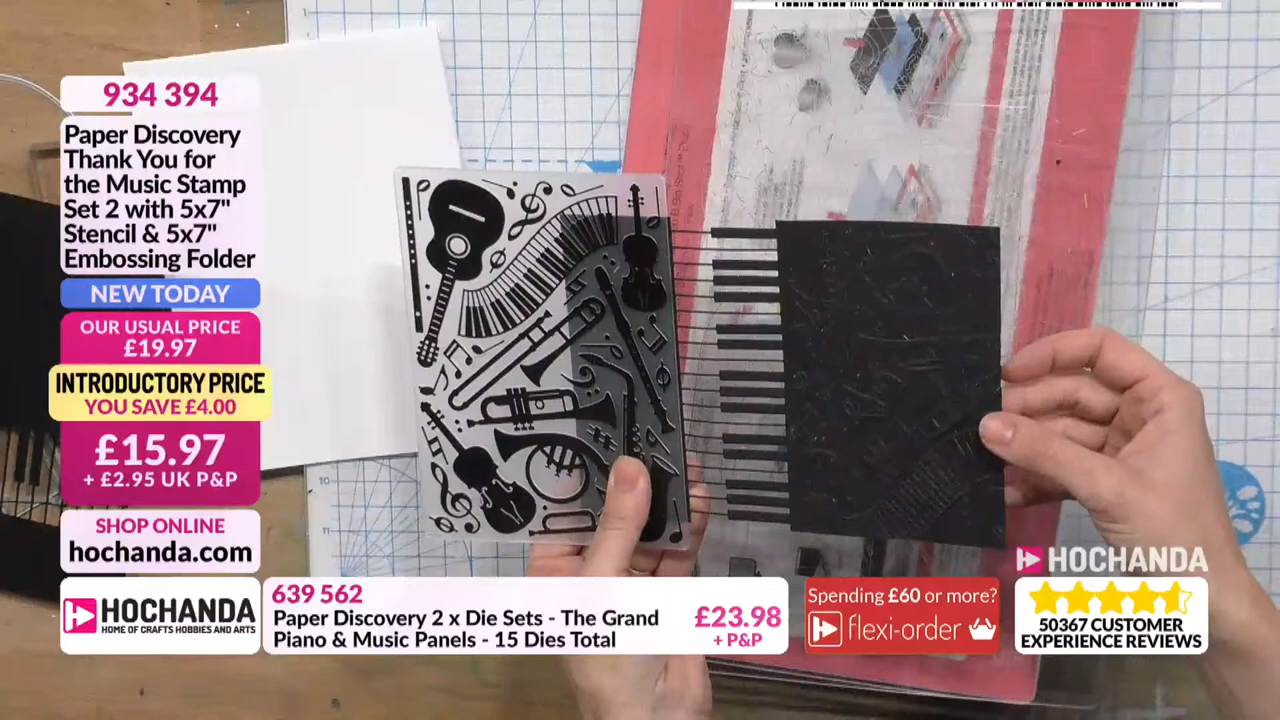 934 394
Paper Discovery
Thank You for
the Music Stamp
Set 2 with 5x7"
Stencil & 5x7"
Embossing Folder
NEW TODAY
OUR USUAL PRICE
£19.97
INTRODUCTORY PRICE
YOU SAVE £4.00
£15.97
+ £2.95 UK P&P
SHOP ONLINE
hochanda.com
HOCHANDA
HOME OF CRAFTS HOBBIES AND ARTS
639 562
Paper Discovery 2 x Die Sets - The Grand
Piano & Music Panels - 15 Dies Total
£23.98
+ P&P
Spending £60 or more?
flexi-order
HOCHANDA
50367 CUSTOMER
EXPERIENCE REVIEWS
10
11